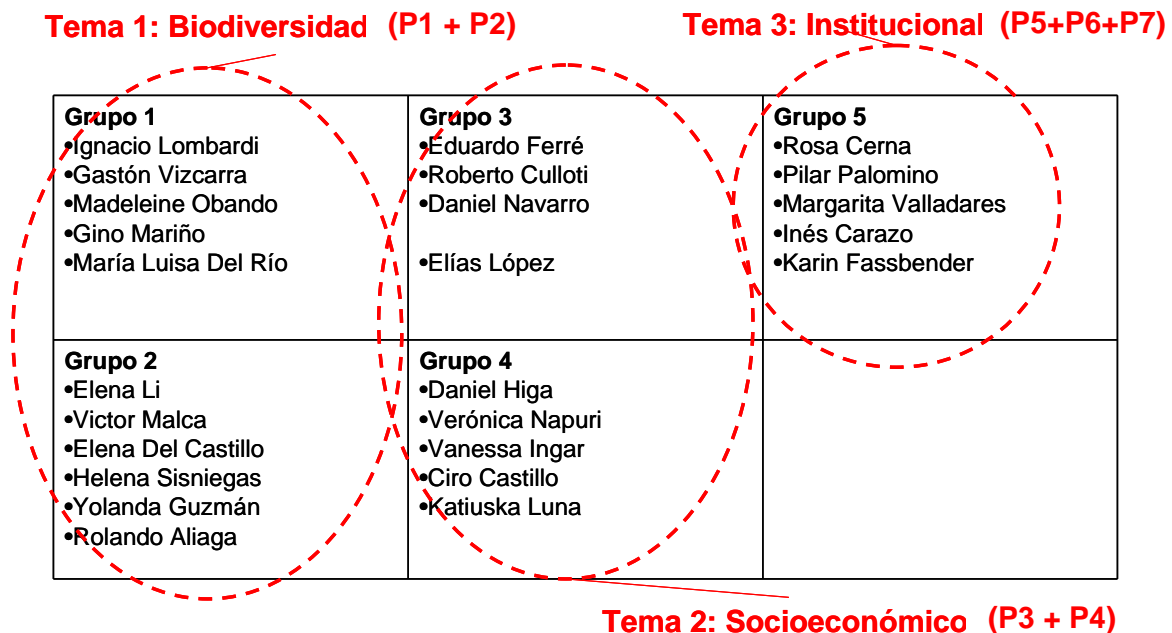 Tema 1: Biodiversidad (P1 + P2)
Tema 3: Institucional (P5+P6+P7)
Grupo 1
•Ignacio Lombardi
•Gastón Vizcarra
•Madeleine Obando
•Gino Mariño
•María Luisa Del Río
Grupo 3
•Eduardo Ferré
•Roberto Culloti
•Daniel Navarro
•Elías López
Grupo 5
•Rosa Cerna
•Pilar Palomino
•Margarita Valladares
•Inés Carazo
•Karin Fassbender
Grupo 2
•Elena Li
•Victor Malca
•Elena Del Castillo
•Helena Sisniegas
•Yolanda Guzmán
•Rolando Aliaga
Grupo 4
•Daniel Higa
•Verónica Napuri
•Vanessa Ingar
•Ciro Castillo
•Katiuska Luna
Tema 2: Socioeconómico (P3 + P4)